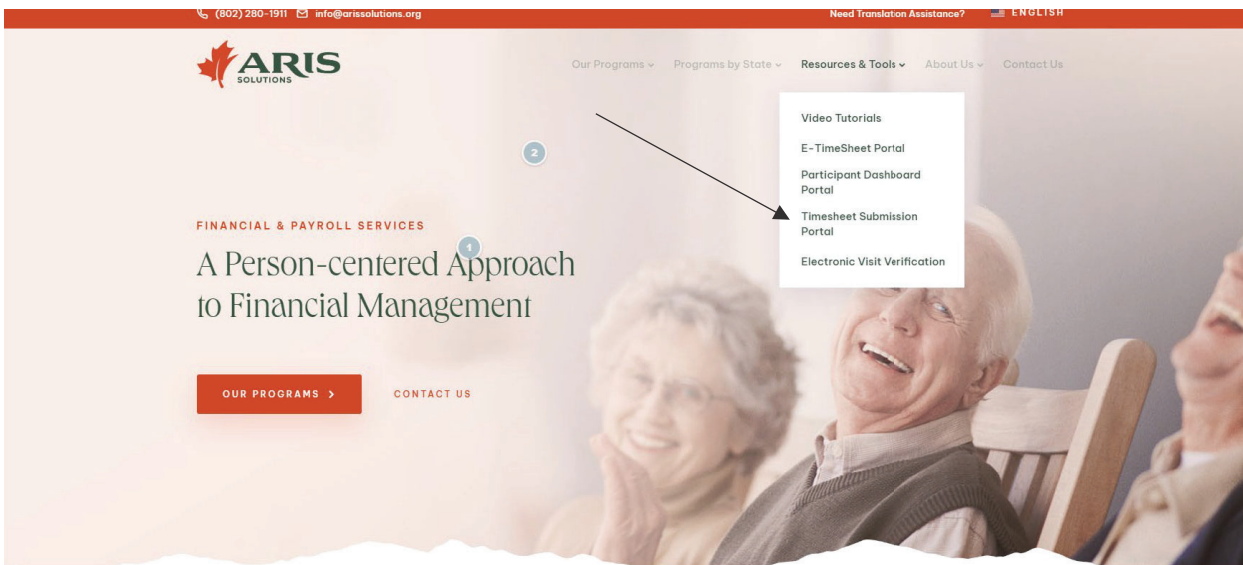 (802) 280-1911 info@arissolutions.org Need Translation Assistance? ENGLISH
ARIS
SOLUTIONS
Our Programs Programs by State Resources & Tools About Us Contact Us
Video Tutorials
E-TimeSheet Portal
Participant Dashboard
Portal
Timesheet Submission
Portal
Electronic Visit Verification
2
FINANCIAL & PAYROLL SERVICES
1
A Person-centered Approach
to Financial Management
OUR PROGRAMS CONTACT US